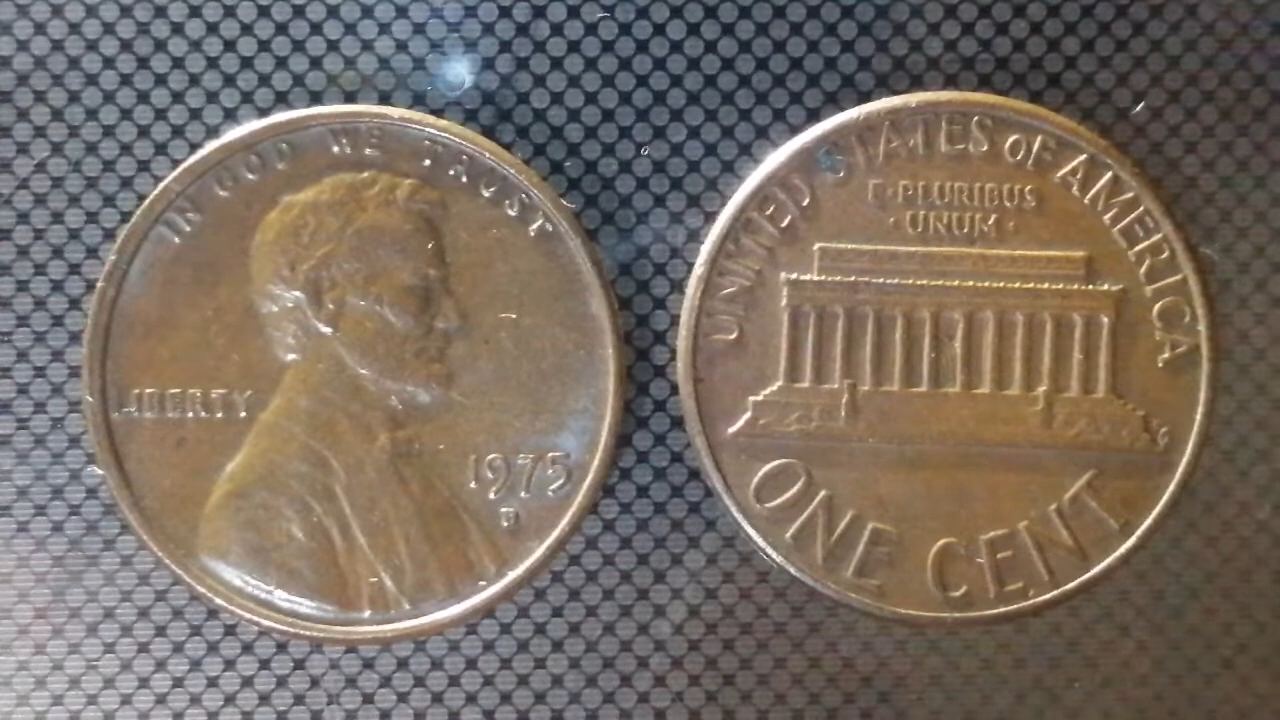 IN GOD WE TRUST
LIBERTY
1975
D
UNITED STATES OF AMERICA
E·PLURIBUS
·UNUM·
ONE CENT